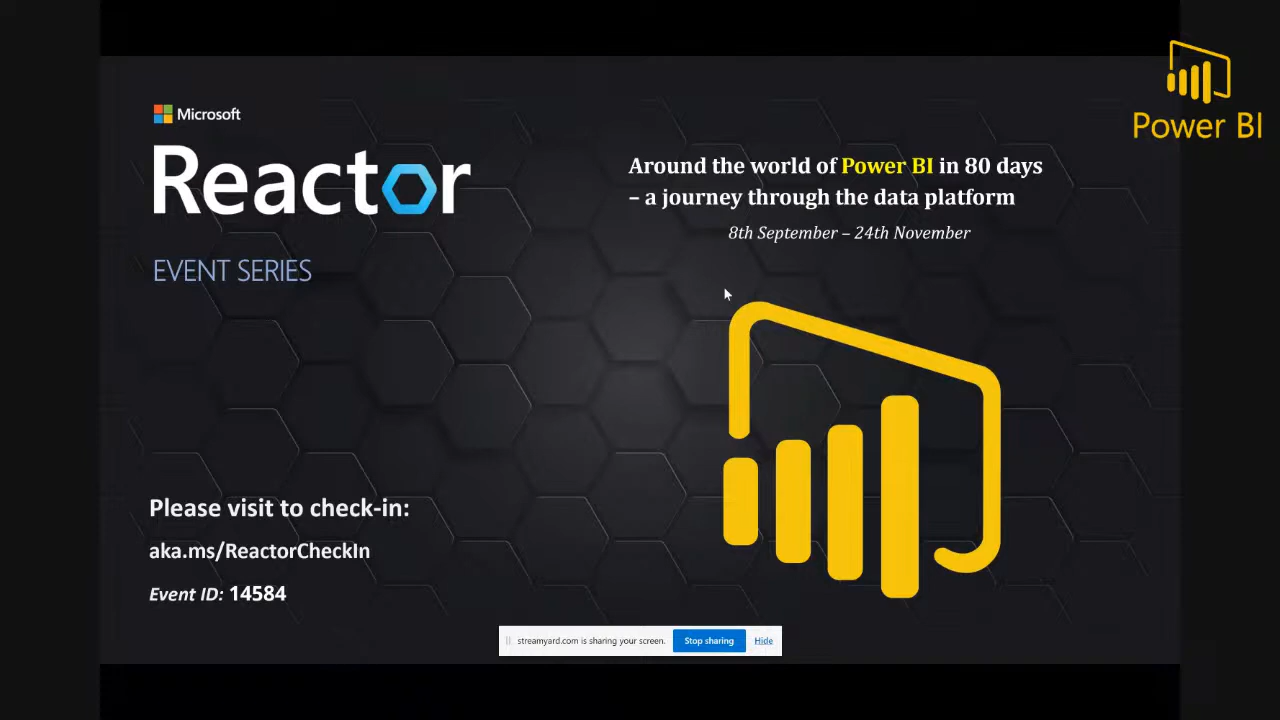 Microsoft
Reactor
EVENT SERIES
Around the world of Power BI in 80 days
– a journey through the data platform
8th September – 24th November
Power BI
Please visit to check-in:
aka.ms/ReactorCheckIn
Event ID: 14584
streamyard.com is sharing your screen. Stop sharing Hide